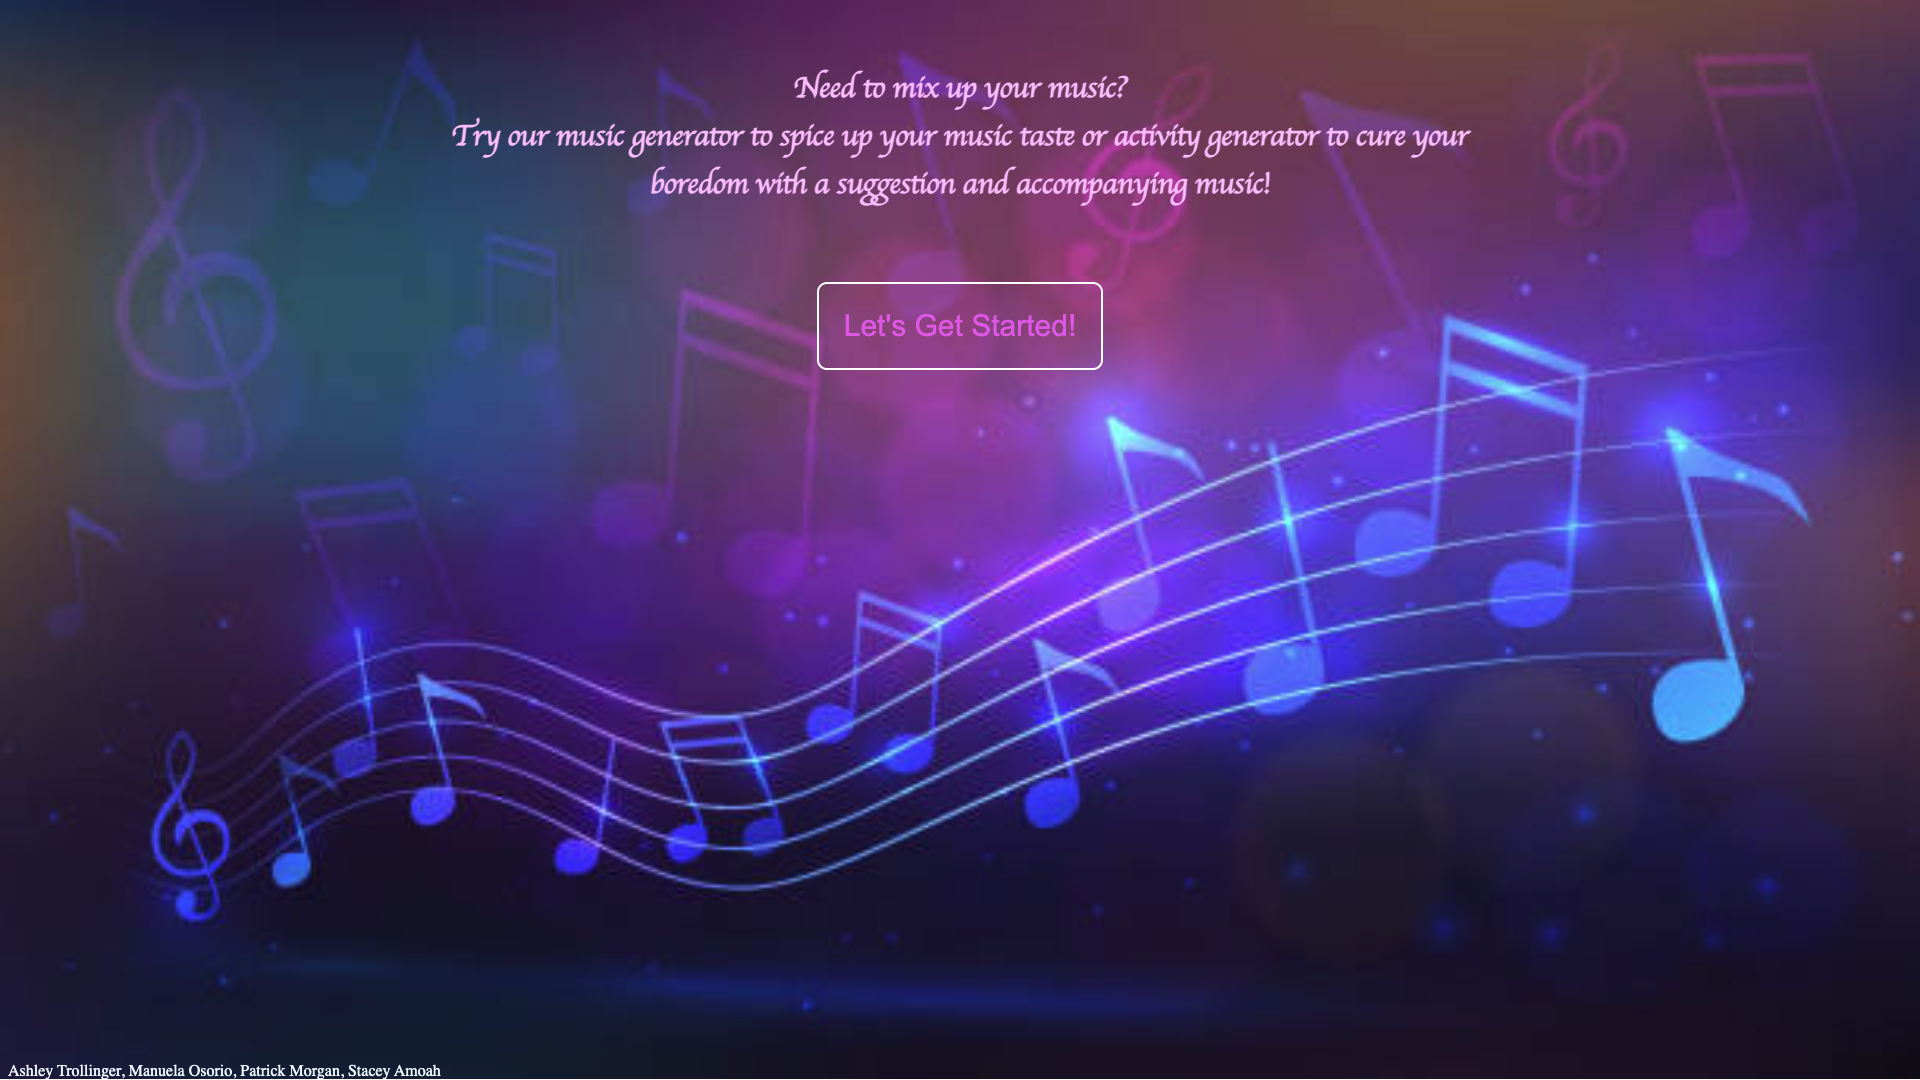 Need to mix up your music?
Try our music generator to spice up your music taste or activity generator to cure your
boredom with a suggestion and accompanying music!
Let's Get Started!
Ashley Trollinger, Manuela Osorio, Patrick Morgan, Stacey Amoah